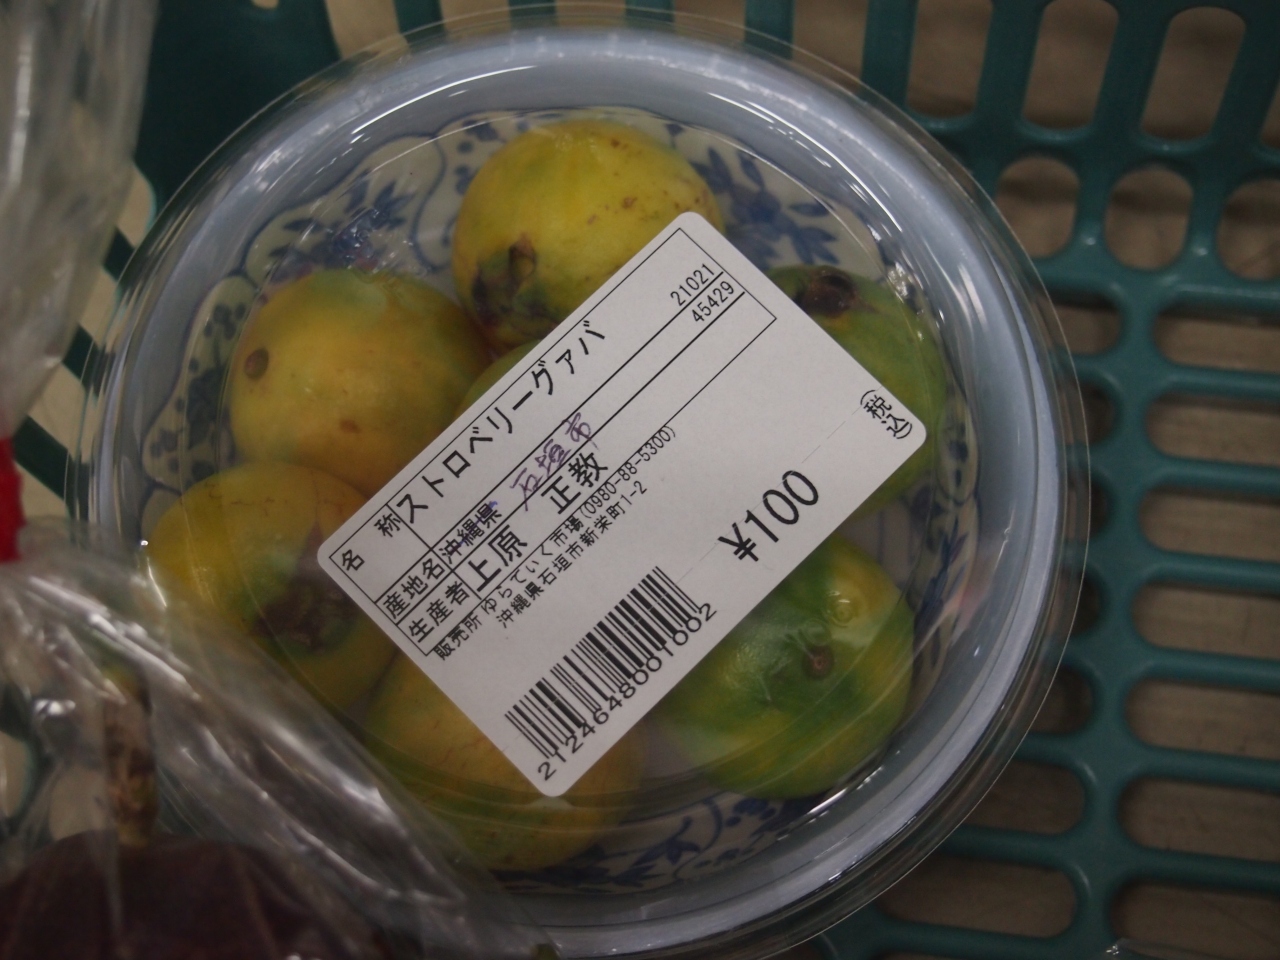 名 称 ストロベリーグァバ 21021
産地名 沖縄県 石垣市 45429
生産者 上原 正教
販売所 ゆらてぃく市場(0980-88-5300)
沖縄県石垣市新栄町1-2
¥100
(税込)
2124648001002